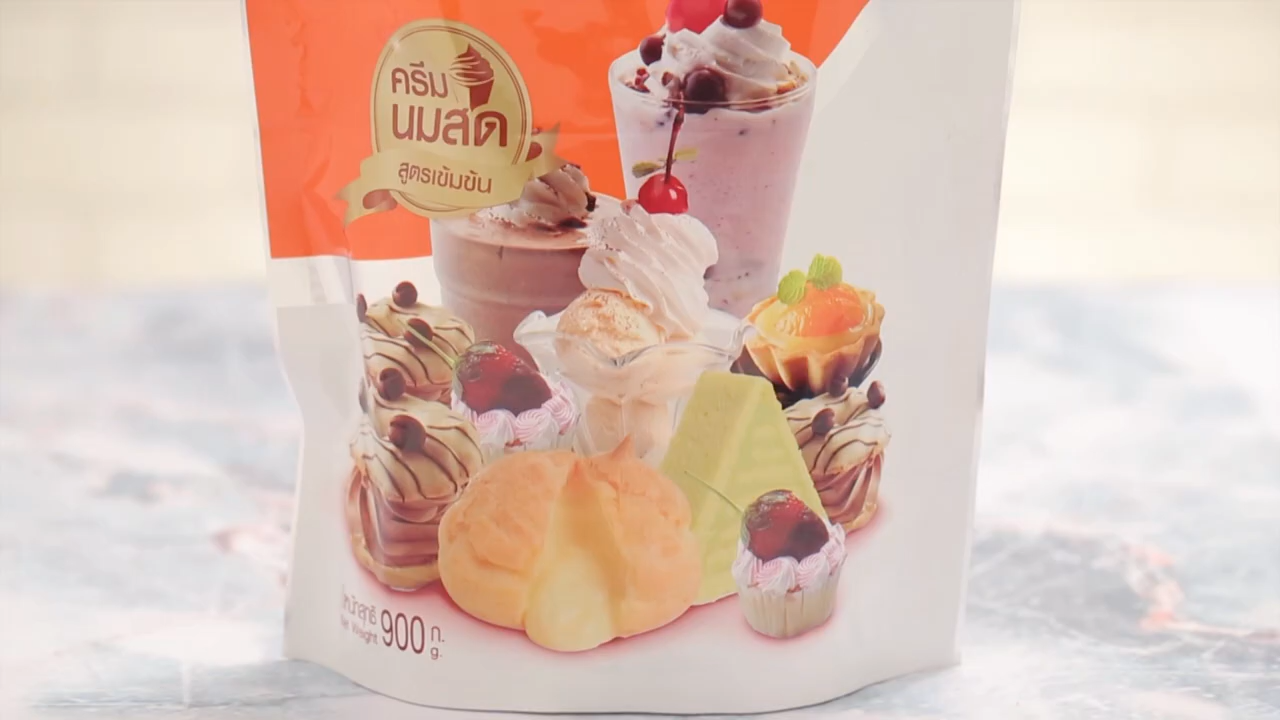 ครีม
นมสด
สูตรเข้มข้น
น้ำหนักสุทธิ 900 ก.
Net Weight g.